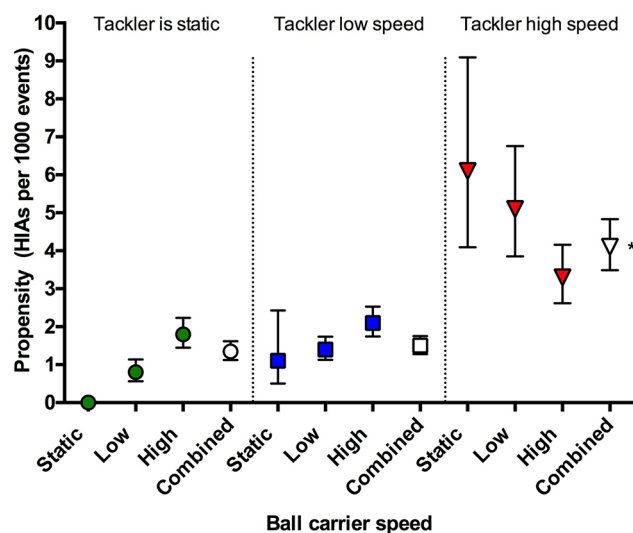 Tackler is static
Tackler low speed
Tackler high speed
Propensity (HIAs per 1000 events)
10
9
8
7
6
5
4
3
2
1
0
*
Static
Low
High
Combined
Static
Low
High
Combined
Static
Low
High
Combined
Ball carrier speed